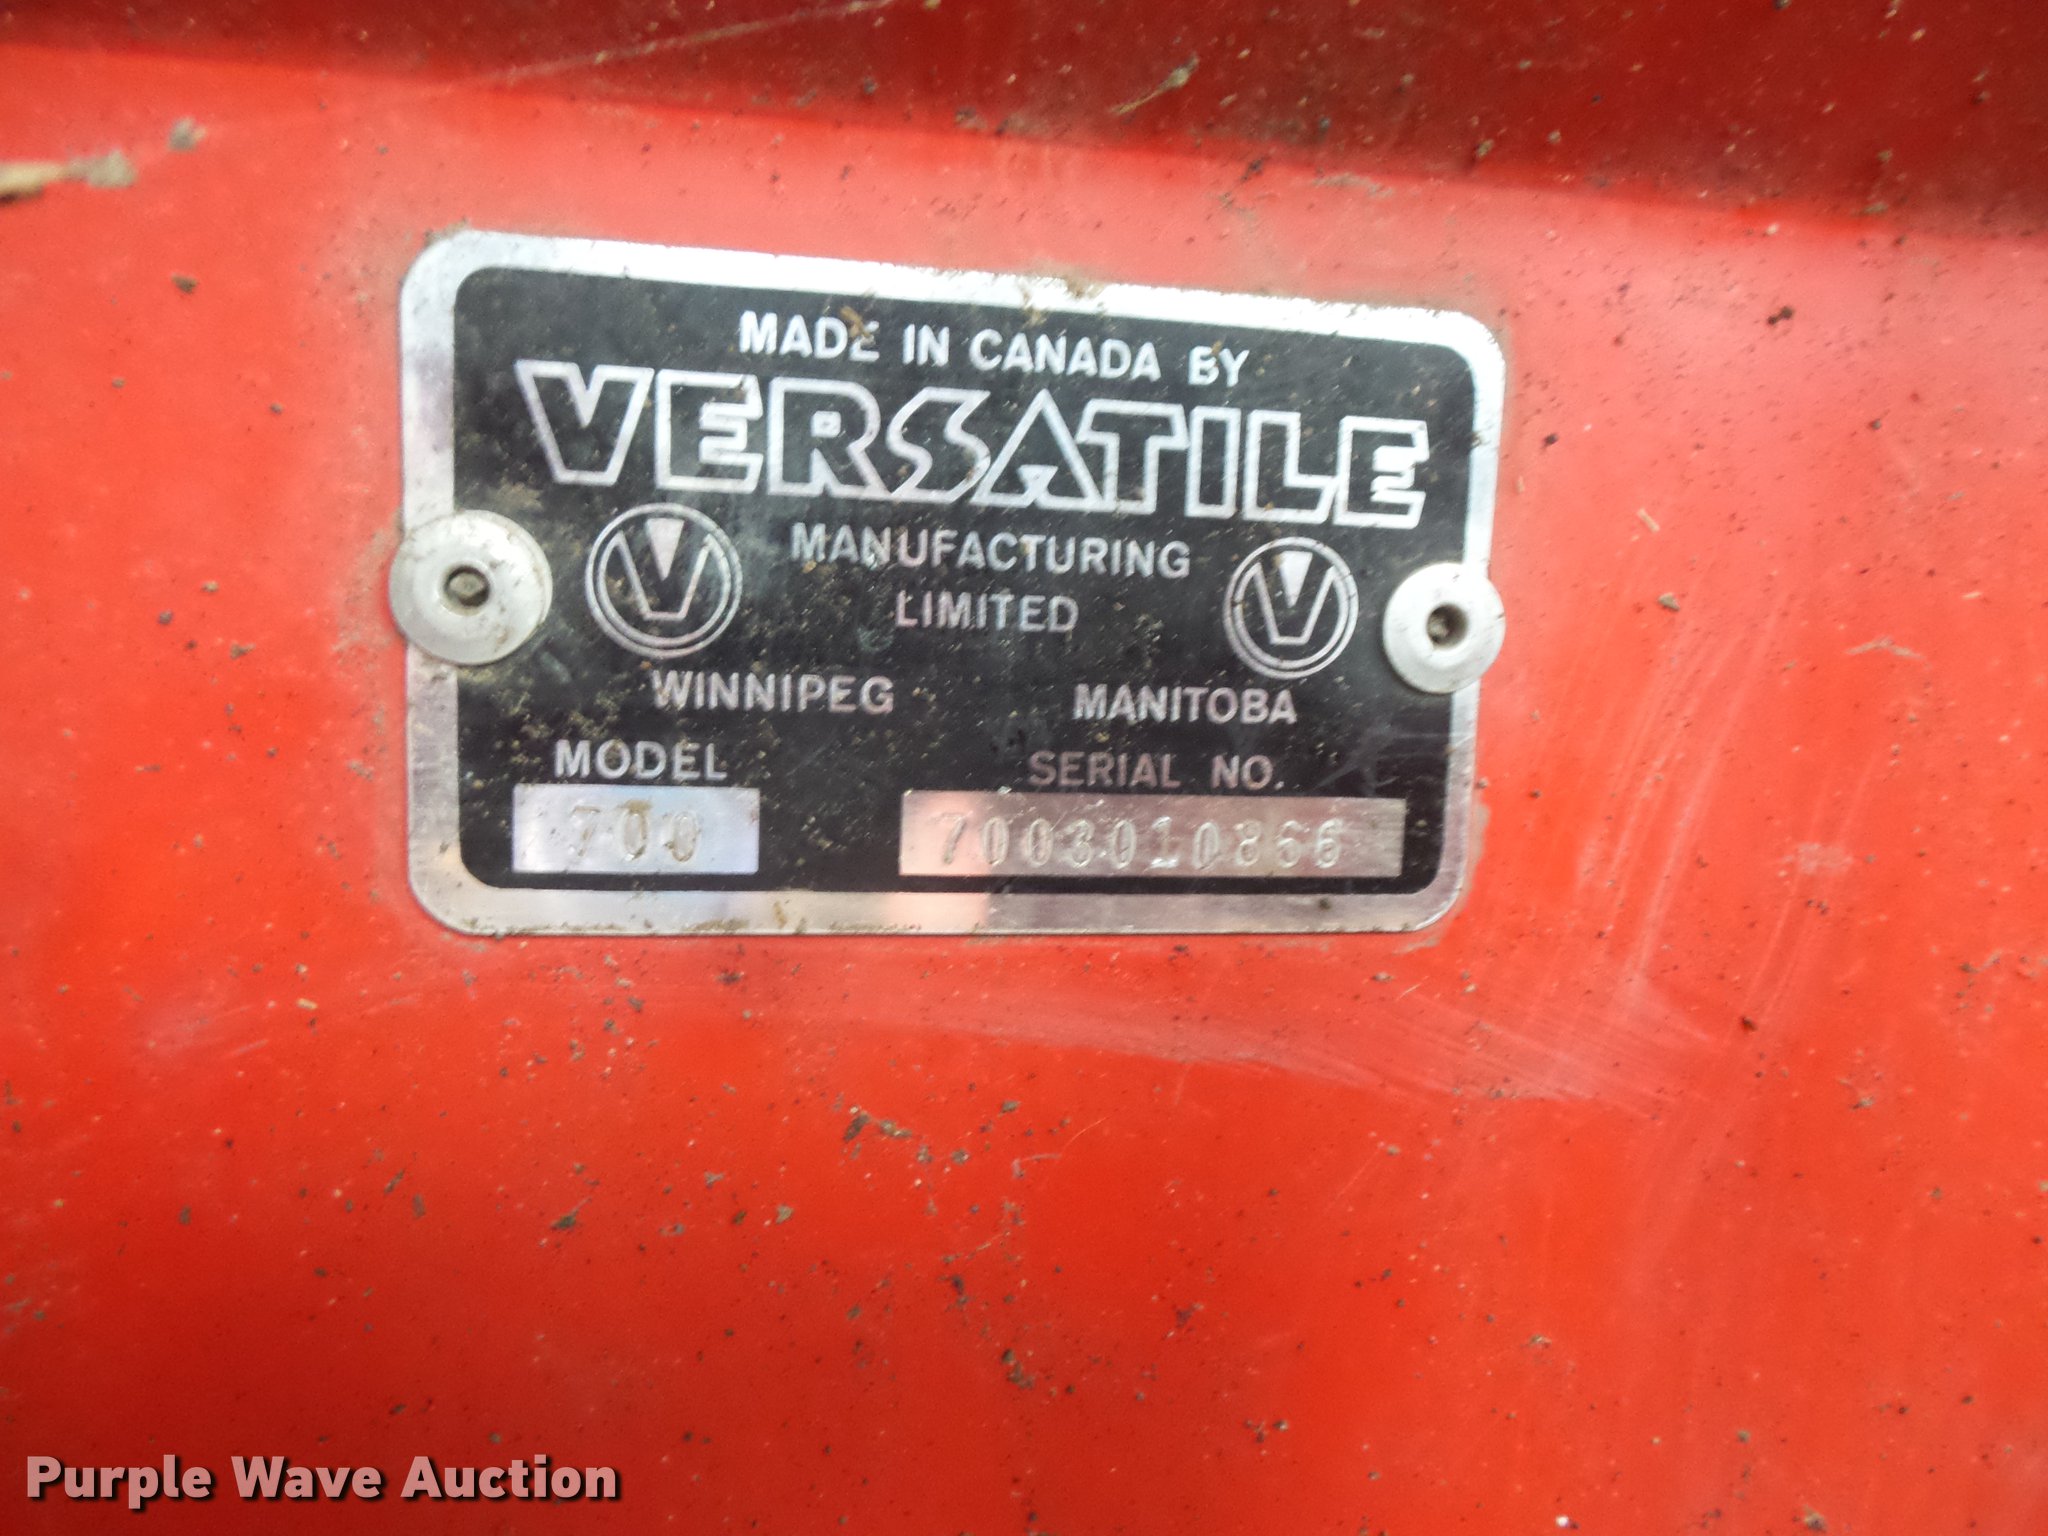 MADE IN CANADA BY
VERSATILE
MANUFACTURING
LIMITED
WINNIPEG MANITOBA
MODEL SERIAL NO.
700 7003010866
Purple Wave Auction